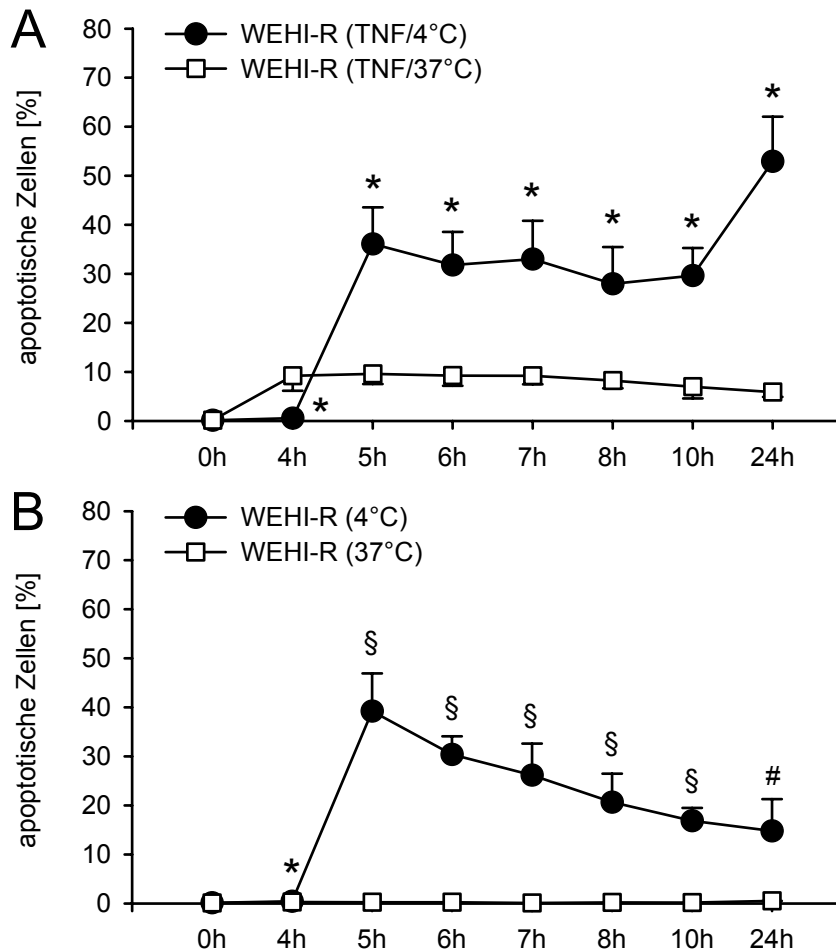 A
WEHI-R (TNF/4°C)
WEHI-R (TNF/37°C)
apoptotische Zellen [%]
80
70
60
50
40
30
20
10
0
* * * * * * *
0h 4h 5h 6h 7h 8h 10h 24h
B
WEHI-R (4°C)
WEHI-R (37°C)
apoptotische Zellen [%]
80
70
60
50
40
30
20
10
0
* § § § § § #
0h 4h 5h 6h 7h 8h 10h 24h